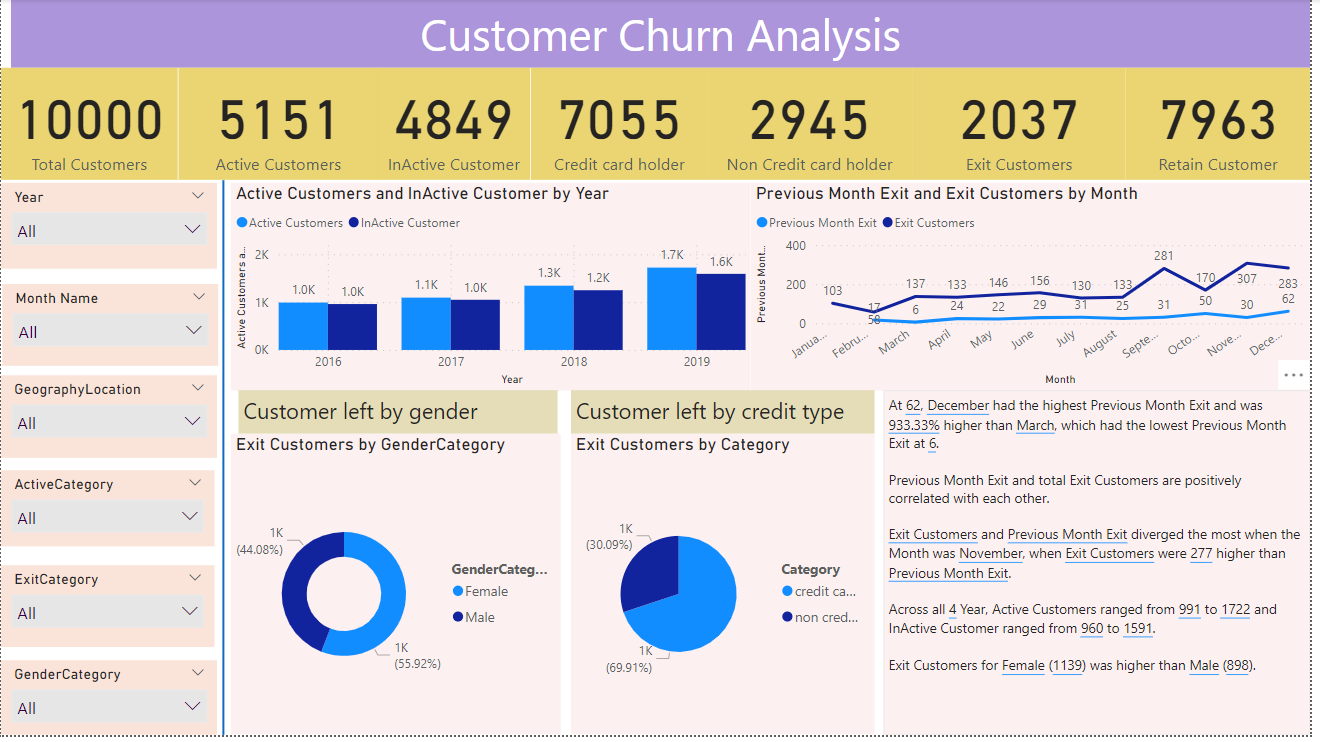 Customer Churn Analysis
10000
Total Customers
5151
Active Customers
4849
InActive Customer
7055
Credit card holder
2945
Non Credit card holder
2037
Exit Customers
7963
Retain Customer
Year
All
Month Name
All
GeographyLocation
All
ActiveCategory
All
ExitCategory
All
GenderCategory
All
Active Customers and InActive Customer by Year
Active Customers InActive Customer
Active Customers a...
2K
1K
0K
1.0K 1.0K 1.1K 1.0K 1.3K 1.2K 1.7K 1.6K
2016 2017 2018 2019
Year
Previous Month Exit and Exit Customers by Month
Previous Month Exit Exit Customers
Previous Mont...
400
200
0
103 58 137 133 146 156 130 133 281 170 307 283
17 6 24 22 29 31 25 31 50 30 62
Janua... Febru... March April May June July August Septe... Octo... Nove... Dece...
Month
Customer left by gender
Exit Customers by GenderCategory
1K
(44.08%)
1K
(55.92%)
GenderCateg...
Female
Male
Customer left by credit type
Exit Customers by Category
1K
(30.09%)
1K
(69.91%)
Category
credit ca...
non cred...
At 62, December had the highest Previous Month Exit and was
933.33% higher than March, which had the lowest Previous Month
Exit at 6.
Previous Month Exit and total Exit Customers are positively
correlated with each other.
Exit Customers and Previous Month Exit diverged the most when the
Month was November, when Exit Customers were 277 higher than
Previous Month Exit.
Across all 4 Year, Active Customers ranged from 991 to 1722 and
InActive Customer ranged from 960 to 1591.
Exit Customers for Female (1139) was higher than Male (898).